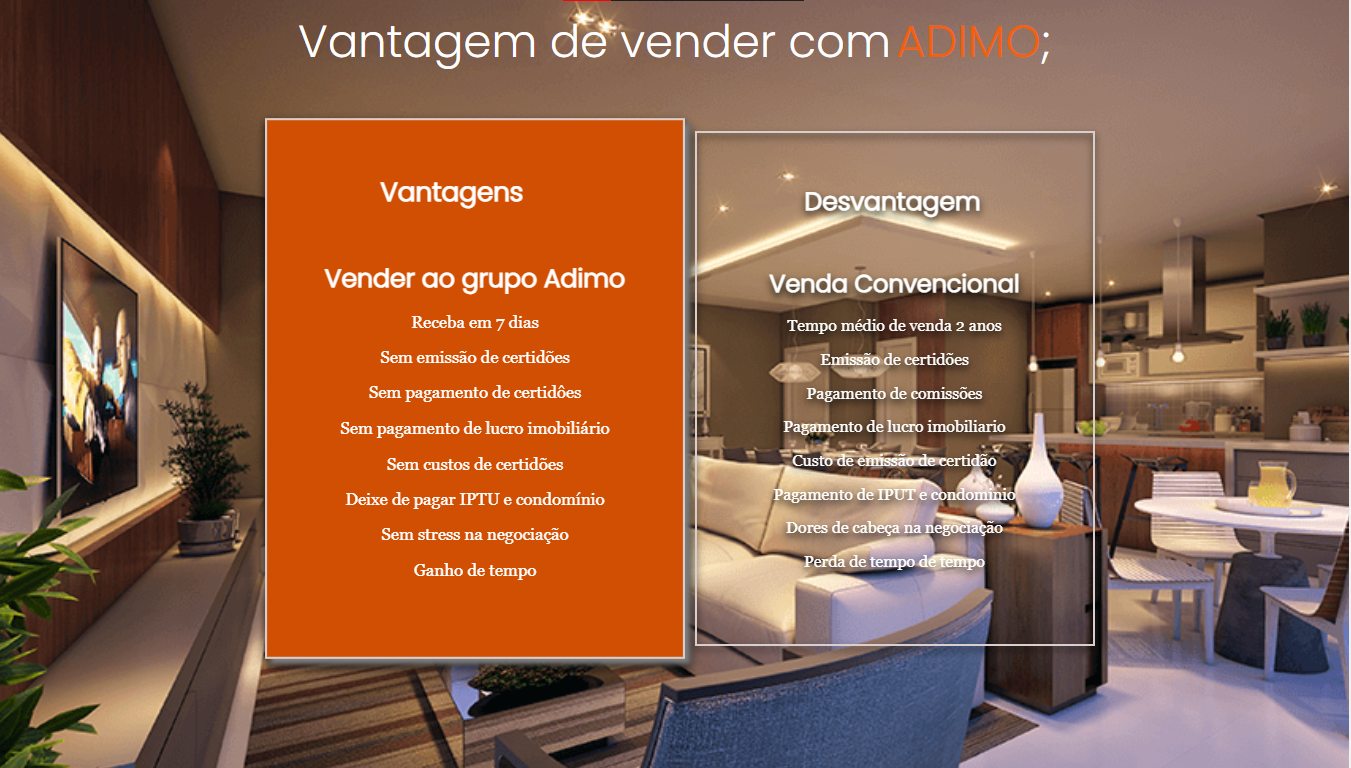 Vantagem de vender com ADIMO;
Vantagens
Vender ao grupo Adimo
Receba em 7 dias
Sem emissão de certidões
Sem pagamento de certidôes
Sem pagamento de lucro imobiliário
Sem custos de certidões
Deixe de pagar IPTU e condomínio
Sem stress na negociação
Ganho de tempo
Desvantagem
Venda Convencional
Tempo médio de venda 2 anos
Emissão de certidões
Pagamento de comissões
Pagamento de lucro imobiliario
Custo de emissão de certidão
Pagamento de IPUT e condomínio
Dores de cabeça na negociação
Perda de tempo de tempo